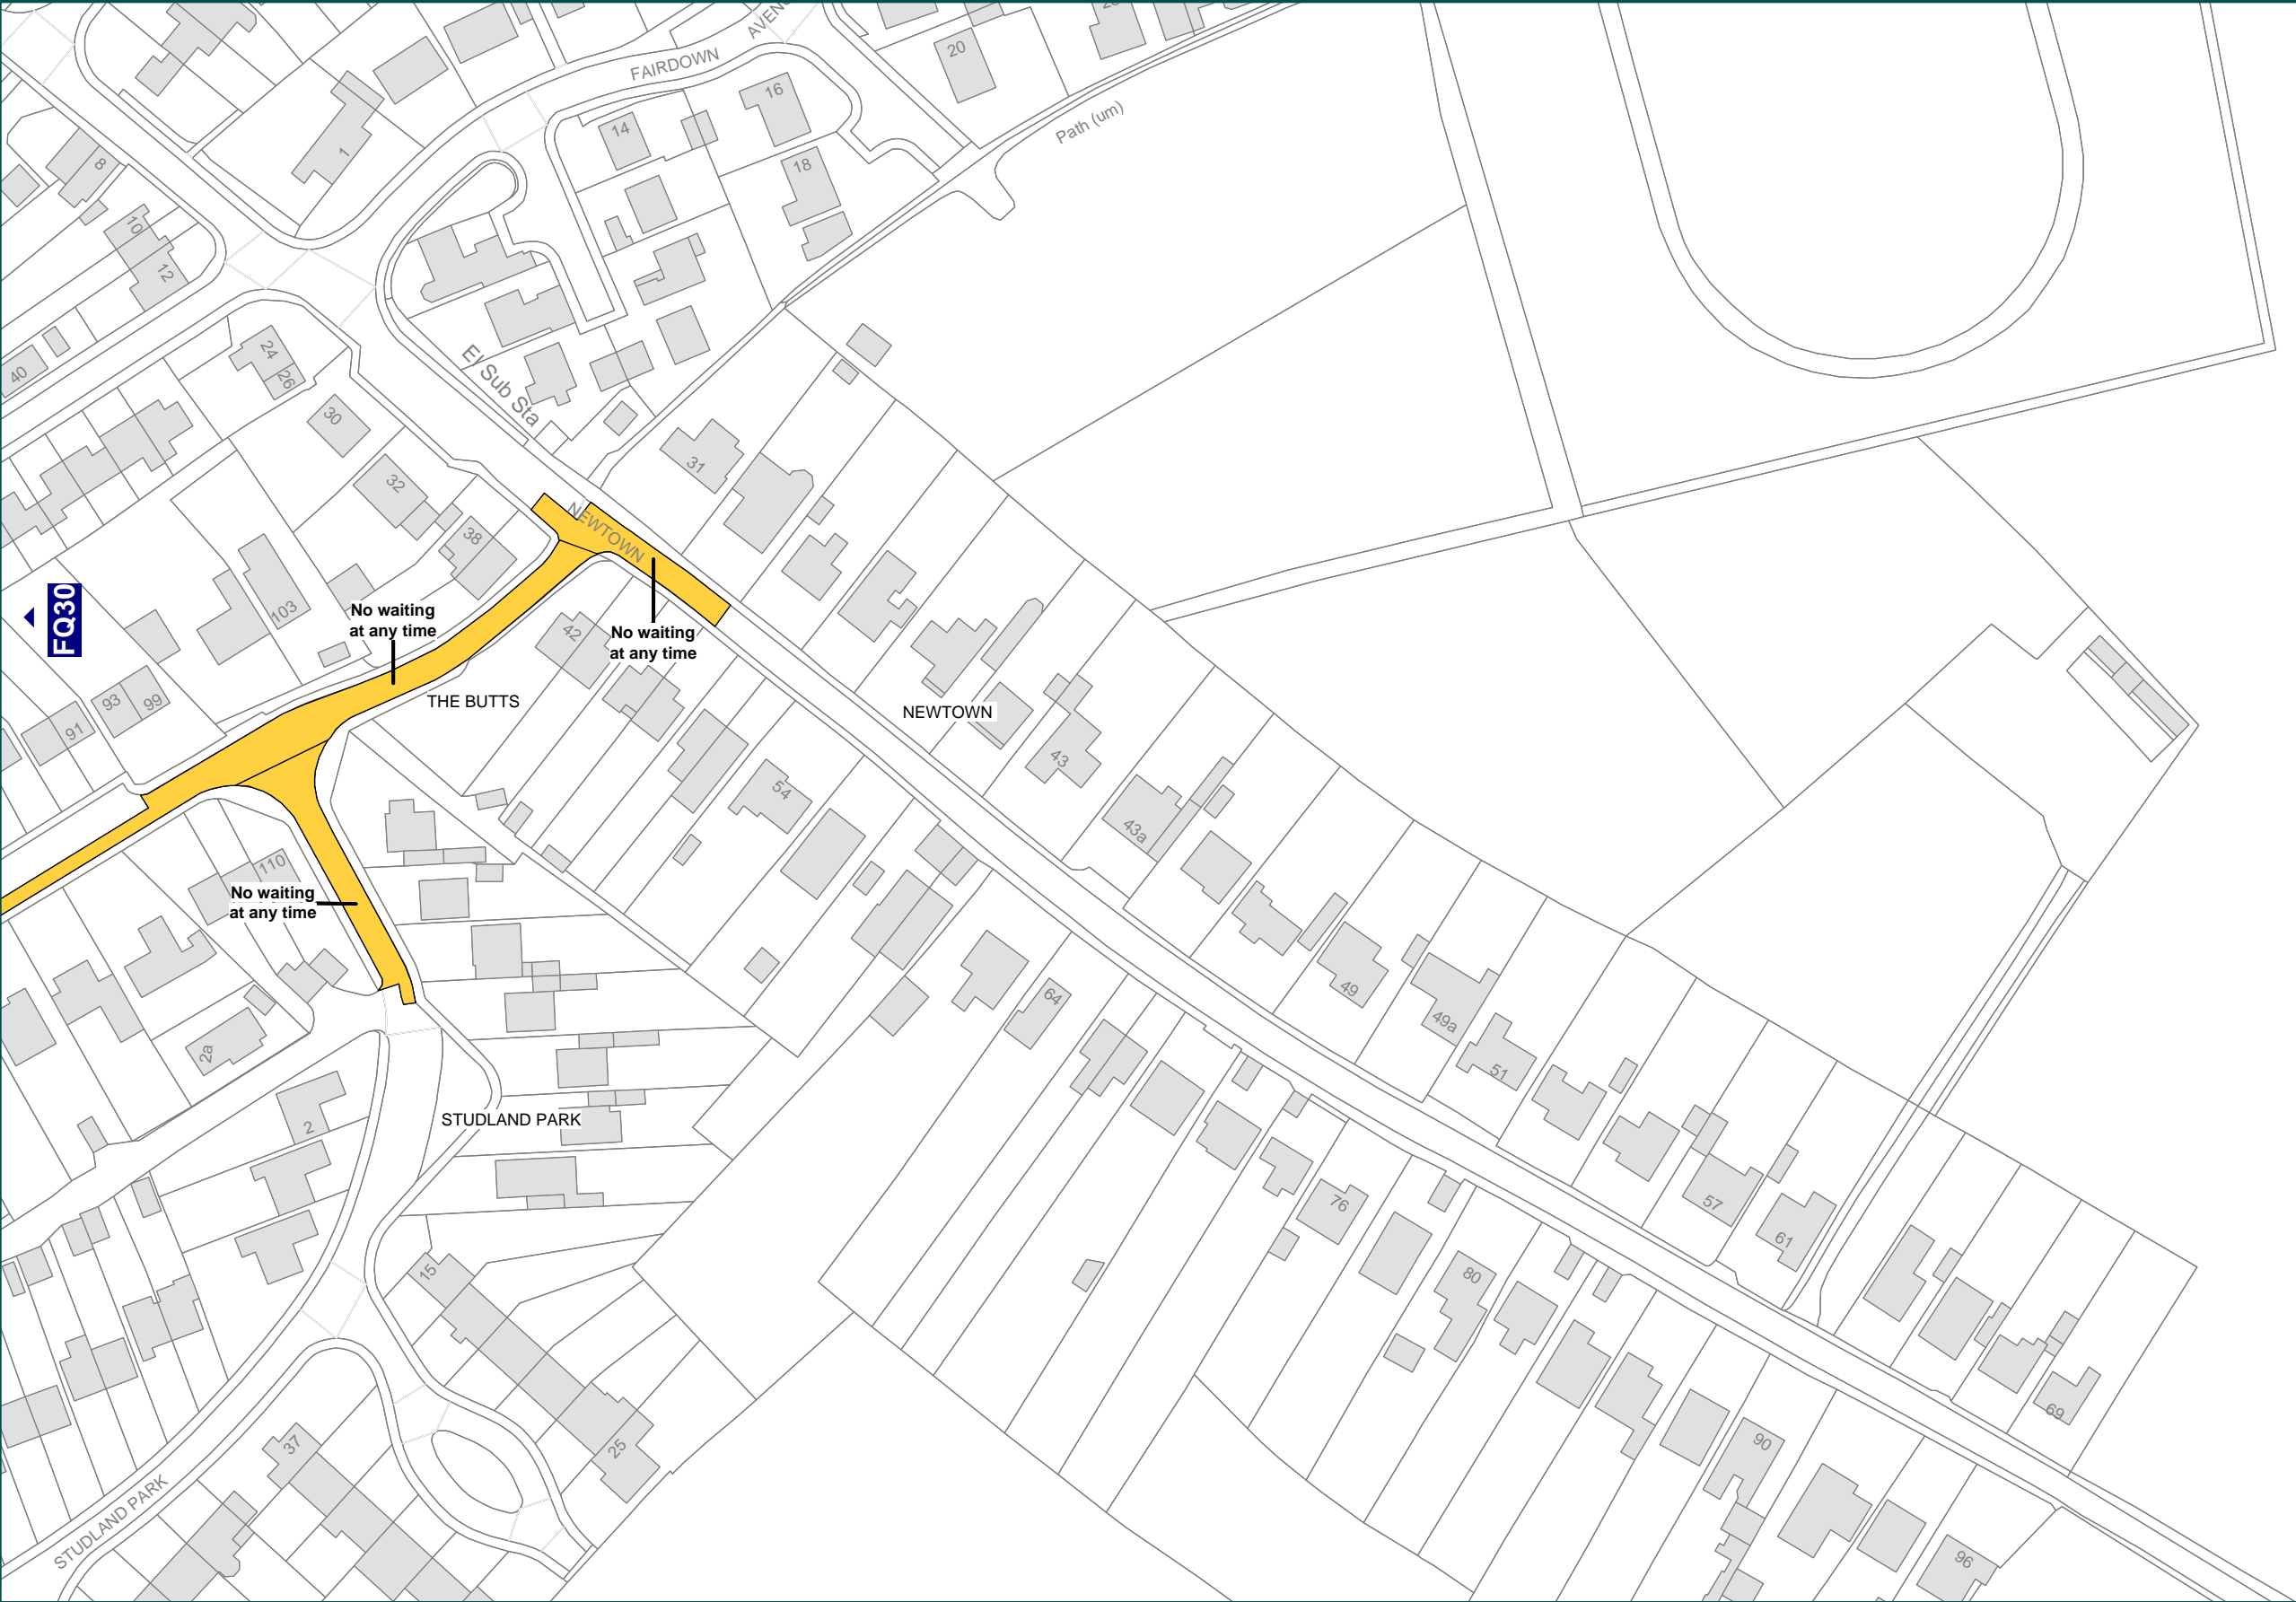 AVENU
FAIRDOWN
20
Path (um)
16
14
1
8
18
10
12
24
26
40
El Sub Sta
30
31
32
NEWTOWN
38
FQ30
103
No waiting
at any time
42
No waiting
at any time
93
99
91
THE BUTTS
NEWTOWN
43
54
43a
110
No waiting
at any time
49
64
49a
2a
51
2
STUDLAND PARK
76
57
61
15
80
37
25
69
90
STUDLAND PARK
96